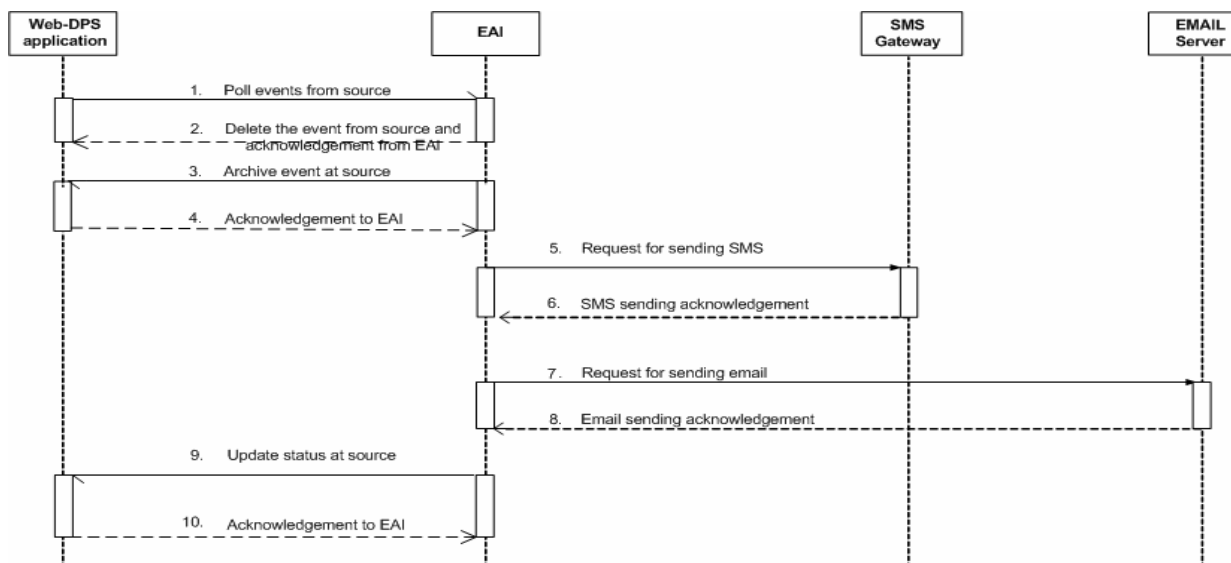 Web-DPS
application
EAI
SMS
Gateway
EMAIL
Server
1. Poll events from source
2. Delete the event from source and
acknowledgement from EAI
3. Archive event at source
4. Acknowledgement to EAI
5. Request for sending SMS
6. SMS sending acknowledgement
7. Request for sending email
8. Email sending acknowledgement
9. Update status at source
10. Acknowledgement to EAI